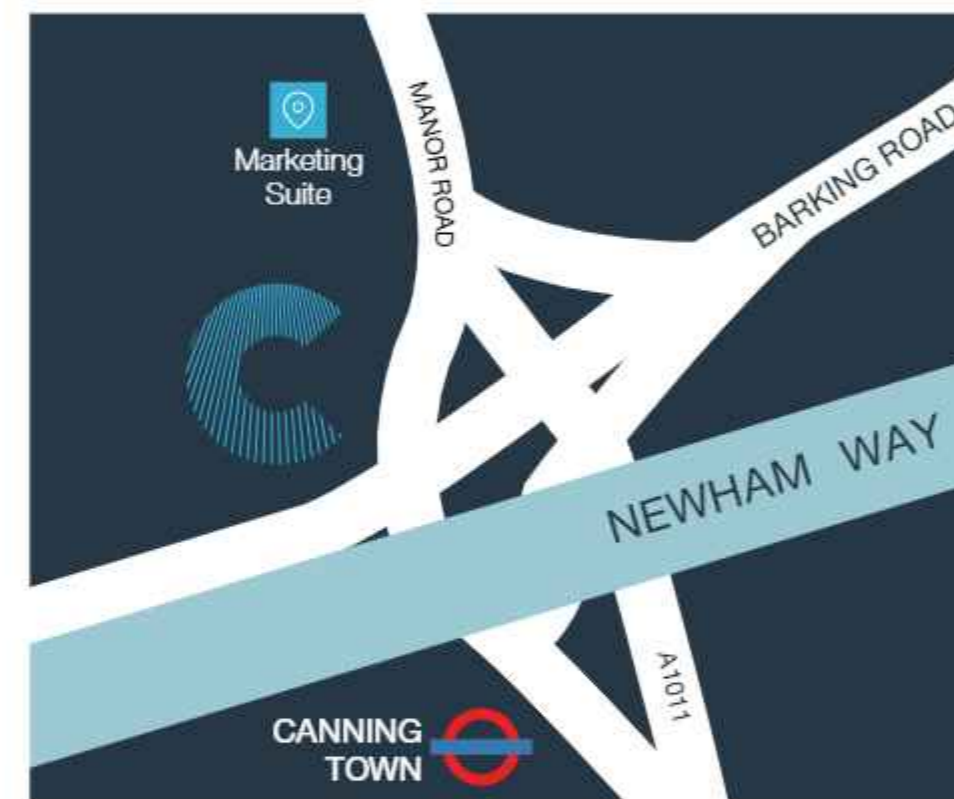 MANOR ROAD
BARKING ROAD
Marketing
Suite
C
NEWHAM WAY
A1011
CANNING
TOWN